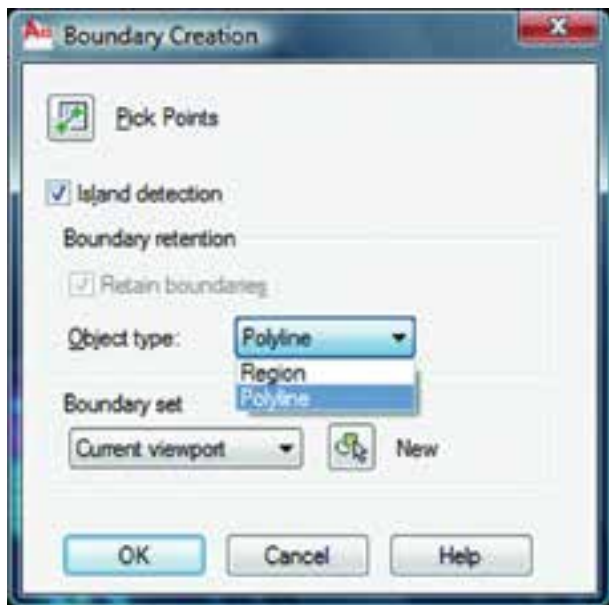 Boundary Creation
Pick Points
Island detection
Boundary retention
Retain boundaries
Object type: Polyline
Region
Polyline
Boundary set
Current viewport New
OK Cancel Help